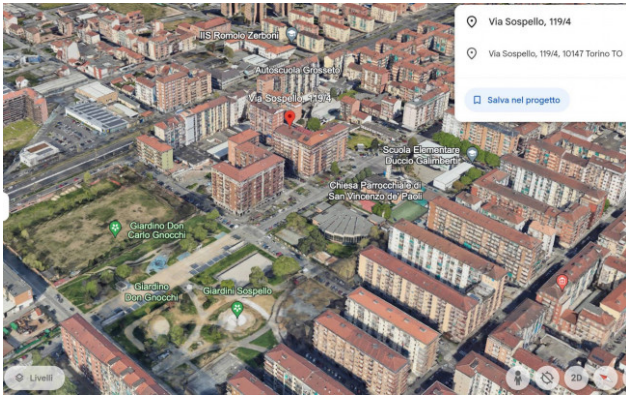 IIS Romolo Zerboni
Autoscuola Grosseto
Via Sospello, 119/4
Scuola Elementare
Duccio Galimberti
Chiesa Parrocchiale di
San Vincenzo de' Paoli
Giardino Don
Carlo Gnocchi
Giardino
Don Gnocchi
Giardini Sospello
Via Sospello, 119/4
Via Sospello, 119/4, 10147 Torino TO
Salva nel progetto
Livelli
2D